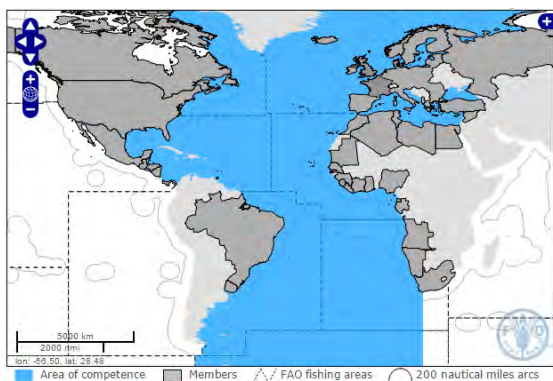 +
−
+
5000 km
2000 nmi
lon: -56.50, lat: 28.48
F O
Area of competence Members FAO fishing areas 200 nautical miles arcs